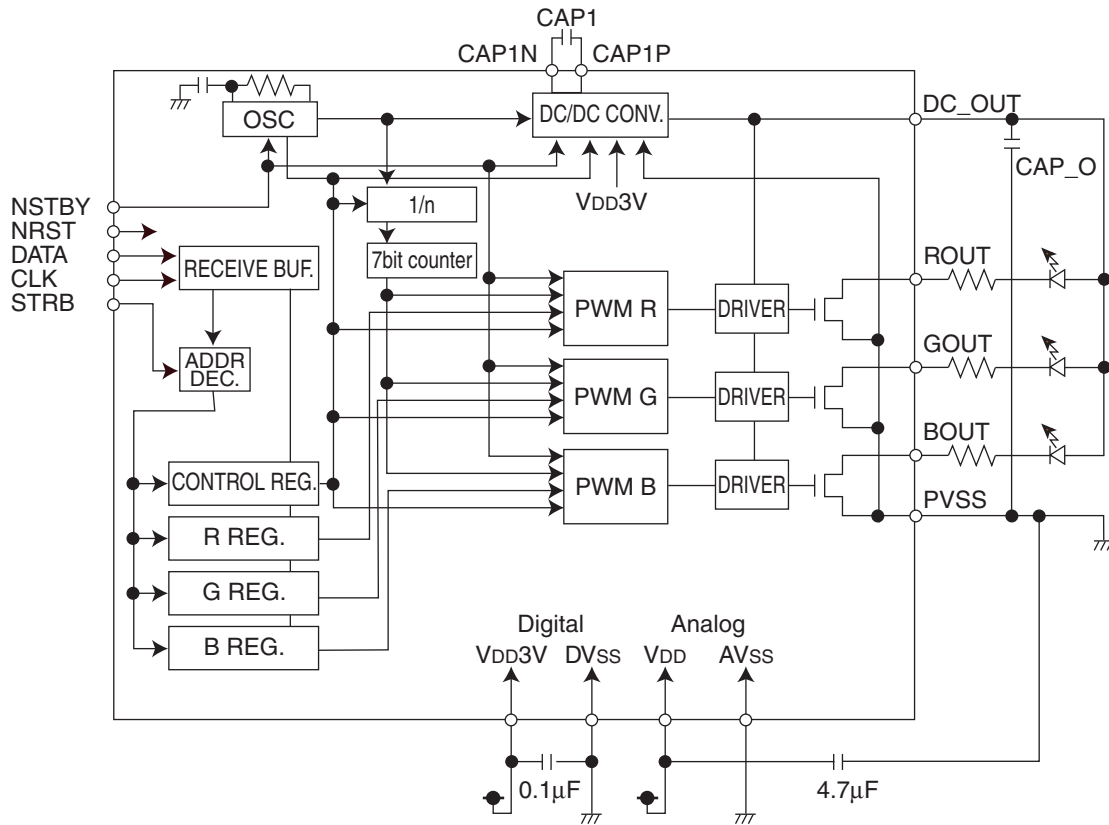 CAP1
CAP1N
CAP1P
OSC
DC/DC CONV.
DC_OUT
CAP_O
VDD3V
NSTBY
NRST
DATA
CLK
STRB
1/n
7bit counter
RECEIVE BUF.
ADDR
DEC.
PWM R
DRIVER
ROUT
PWM G
DRIVER
GOUT
PWM B
DRIVER
BOUT
PVSS
CONTROL REG.
R REG.
G REG.
B REG.
Digital
Analog
VDD3V
DVSS
VDD
AVSS
0.1μF
4.7μF